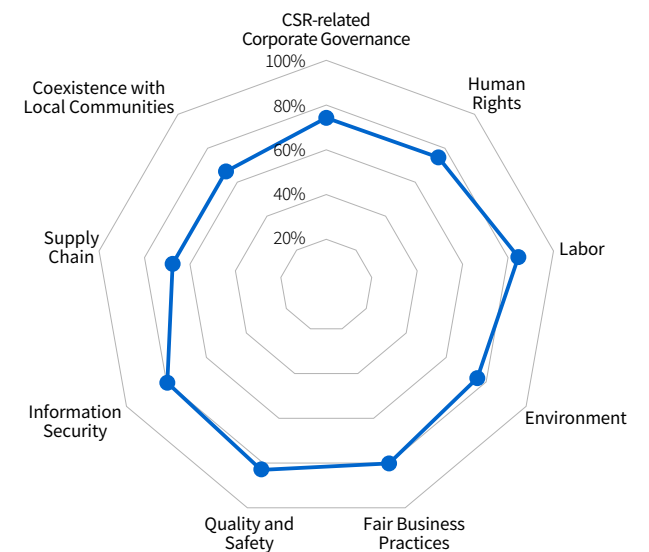 CSR-related
Corporate Governance
100%
Human
Rights
Coexistence with
Local Communities
80%
60%
40%
20%
Supply
Chain
Labor
Information
Security
Environment
Quality and
Safety
Fair Business
Practices